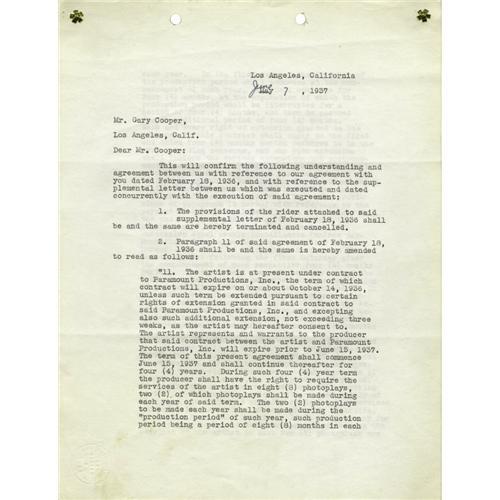 Los Angeles, California
June 7 , 1937
Mr. Gary Cooper,
Los Angeles, Calif.
Dear Mr. Cooper:
This will confirm the following understanding and
agreement between us with reference to our agreement with
you dated February 18, 1936, and with reference to the sup-
plemental letter between us which was executed and dated
concurrently with the execution of said agreement:
1. The provisions of the rider attached to said
supplemental letter of February 18, 1936 shall
be and the same are hereby terminated and cancelled.
2. Paragraph 11 of said agreement of February 18,
1936 shall be and the same is hereby amended
to read as follows:
"11. The artist is at present under contract
to Paramount Productions, Inc., the term of which
contract will expire on or about October 14, 1936,
unless such term be extended pursuant to certain
rights of extension granted in said contract to
said Paramount Productions, Inc., and excepting
also such additional extension, not exceeding three
weeks, as the artist may hereafter consent to.
The artist represents and warrants to the producer
that said contract between the artist and Paramount
Productions, Inc. will expire prior to June 15, 1937.
The term of this present agreement shall commence
June 15, 1937 and shall continue thereafter for
four (4) years. During such four (4) year term
the producer shall have the right to require the
services of the artist in eight (8) photoplays,
two (2) of which photoplays shall be made during
each year of said term. The two (2) photoplays
to be made each year shall be made during the
"production period" of such year, such production
period being a period of eight (8) months in each